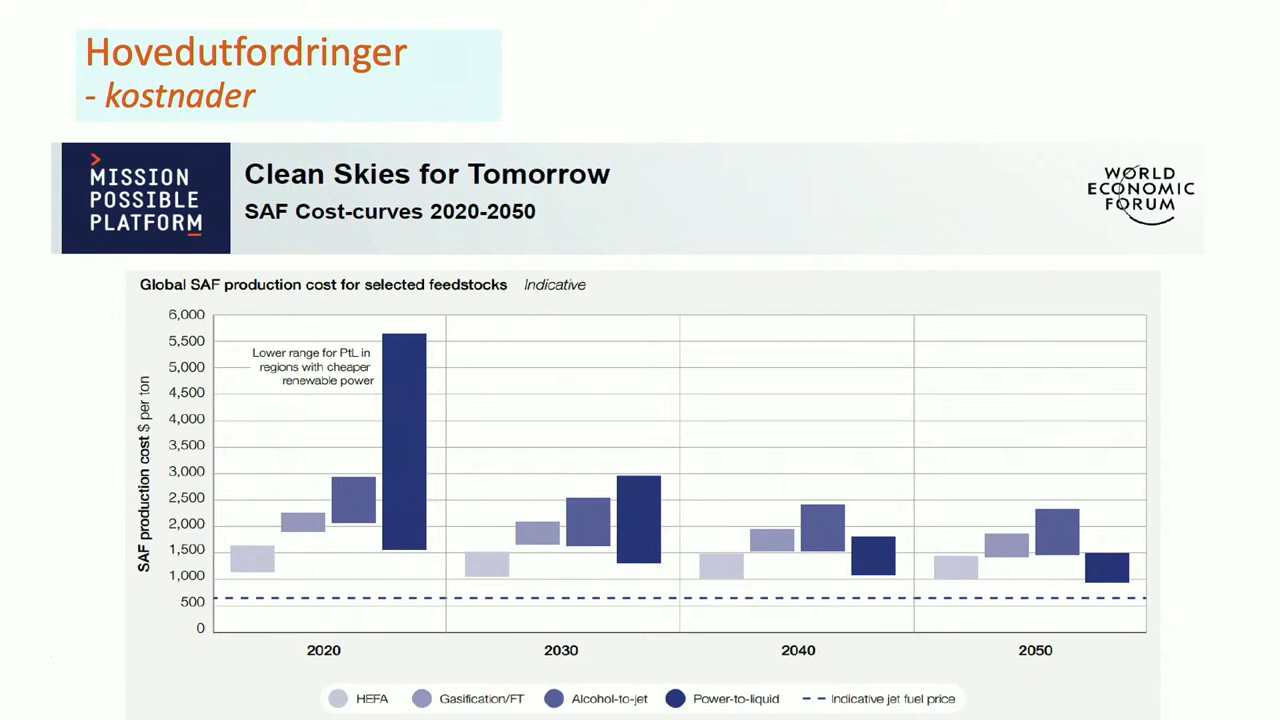 Hovedutfordringer
- kostnader
MISSION
POSSIBLE
PLATFORM
Clean Skies for Tomorrow
SAF Cost-curves 2020-2050
WORLD
ECONOMIC
FORUM
Global SAF production cost for selected feedstocks Indicative
SAF production cost $ per ton
6,000
5,500
5,000
4,500
4,000
3,500
3,000
2,500
2,000
1,500
1,000
500
0
Lower range for PtL in
regions with cheaper
renewable power
2020 2030 2040 2050
HEFA Gasification/FT Alcohol-to-jet Power-to-liquid Indicative jet fuel price